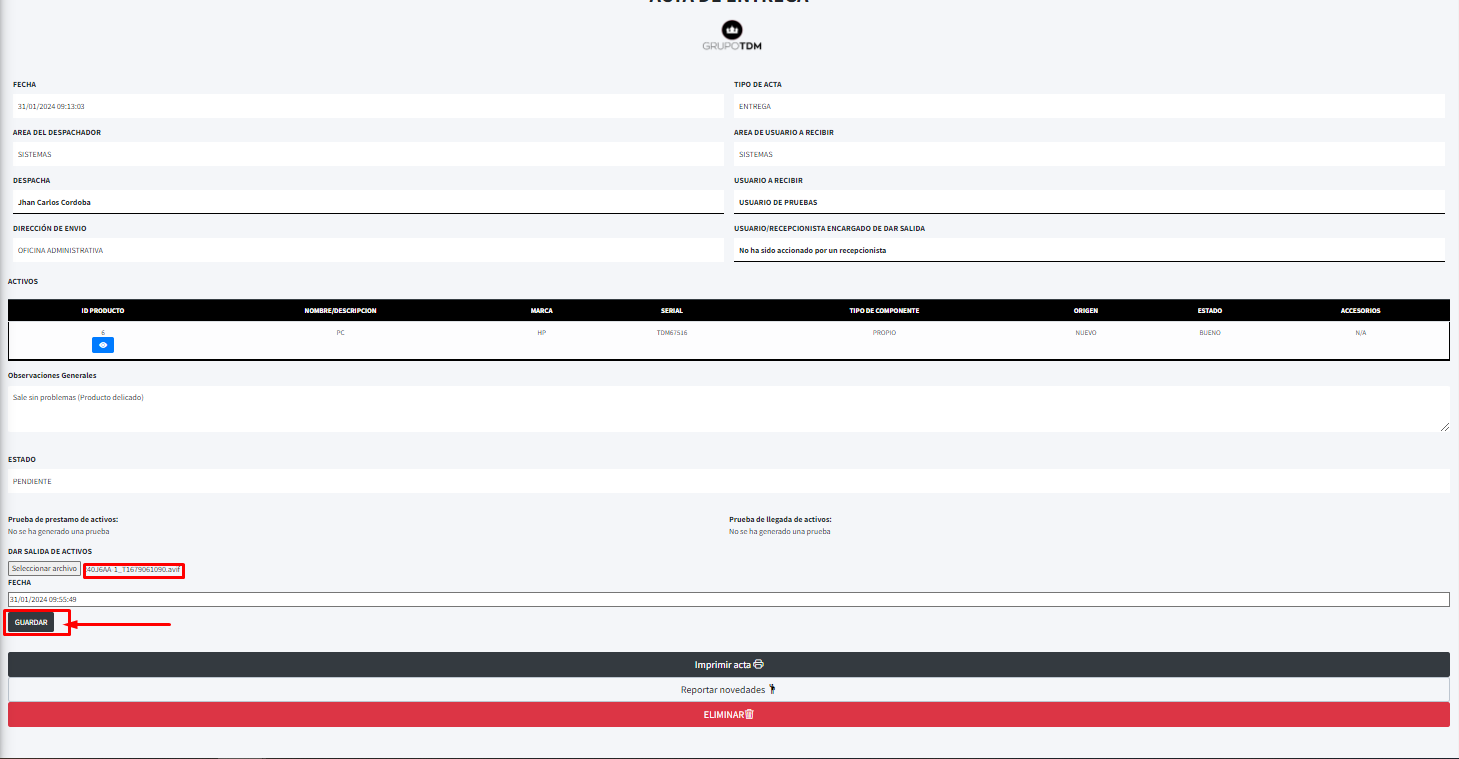 ACTA DE ENTREGA
GRUPOTDM
FECHA
31/01/2024 09:13:03
TIPO DE ACTA
ENTREGA
AREA DEL DESPACHADOR
SISTEMAS
AREA DE USUARIO A RECIBIR
SISTEMAS
DESPACHA
Jhan Carlos Cordoba
USUARIO A RECIBIR
USUARIO DE PRUEBAS
DIRECCIÓN DE ENVIO
OFICINA ADMINISTRATIVA
USUARIO/RECEPCIONISTA ENCARGADO DE DAR SALIDA
No ha sido accionado por un recepcionista
ACTIVOS
ID PRODUCTO NOMBRE/DESCRIPCION MARCA SERIAL TIPO DE COMPONENTE ORIGEN ESTADO ACCESORIOS
6 PC HP TDM67516 PROPIO NUEVO BUENO N/A
Observaciones Generales
Sale sin problemas (Producto delicado)
ESTADO
PENDIENTE
Prueba de prestamo de activos:
No se ha generado una prueba
Prueba de llegada de activos:
No se ha generado una prueba
DAR SALIDA DE ACTIVOS
Seleccionar archivo 40J6AA-1_T1679061090.avif
FECHA
31/01/2024 09:55:49
GUARDAR
Imprimir acta
Reportar novedades
ELIMINAR